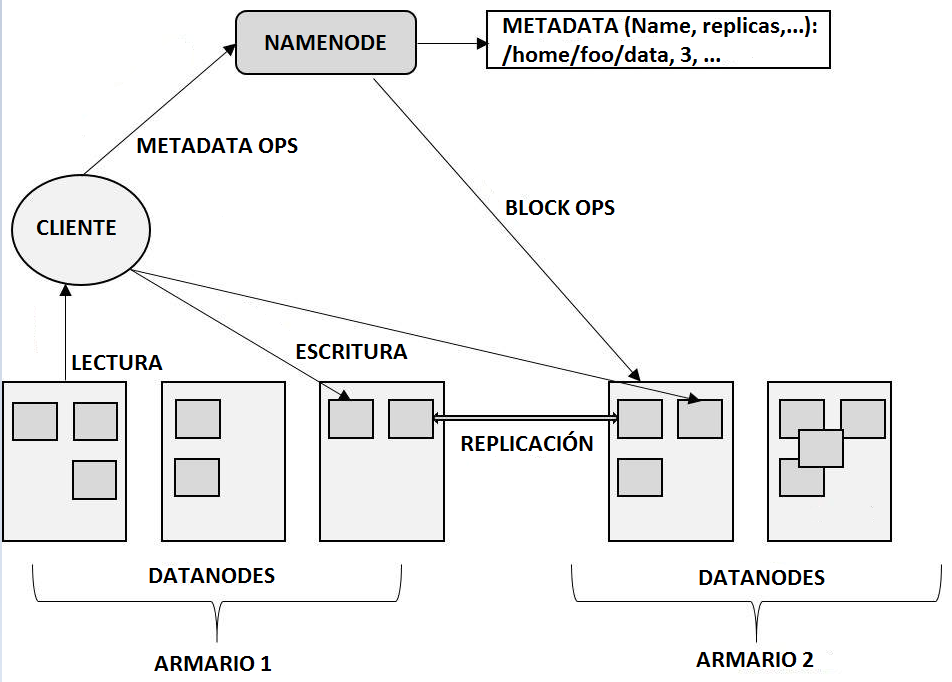 NAMENODE
METADATA (Name, replicas,...):
/home/foo/data, 3, ...
METADATA OPS
BLOCK OPS
CLIENTE
ESCRITURA
LECTURA
REPLICACIÓN
DATANODES
DATANODES
ARMARIO 1
ARMARIO 2